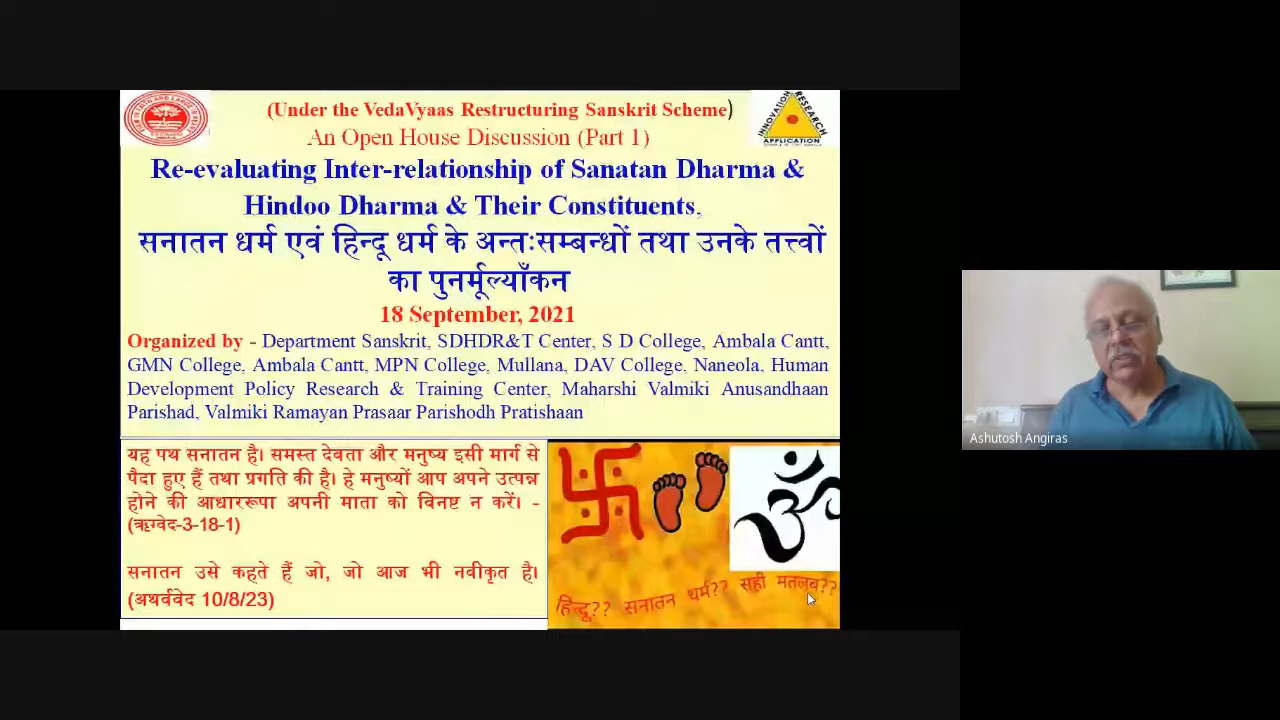 (Under the VedaVyaas Restructuring Sanskrit Scheme)
An Open House Discussion (Part 1)
Re-evaluating Inter-relationship of Sanatan Dharma &
Hindoo Dharma & Their Constituents,
सनातन धर्म एवं हिन्दू धर्म के अन्तःसम्बन्धों तथा उनके तत्त्वों
का पुनर्मूल्याँकन
18 September, 2021
Organized by - Department Sanskrit, SDHDR&T Center, S D College, Ambala Cantt,
GMN College, Ambala Cantt, MPN College, Mullana, DAV College, Naneola, Human
Development Policy Research & Training Center, Maharshi Valmiki Anusandhaan
Parishad, Valmiki Ramayan Prasaar Parishodh Pratishaan
यह पथ सनातन है। समस्त देवता और मनुष्य इसी मार्ग से
पैदा हुए हैं तथा प्रगति की है। हे मनुष्यों आप अपने उत्पन्न
होने की आधाररूपा अपनी माता को विनष्ट न करें। -
(ऋग्वेद-3-18-1)
सनातन उसे कहते हैं जो, जो आज भी नवीकृत है।
(अथर्ववेद 10/8/23)
ॐ
हिन्दू?? सनातन धर्म?? सही मतलब??
INNOVATION
RESEARCH
APPLICATION
Ashutosh Angiras